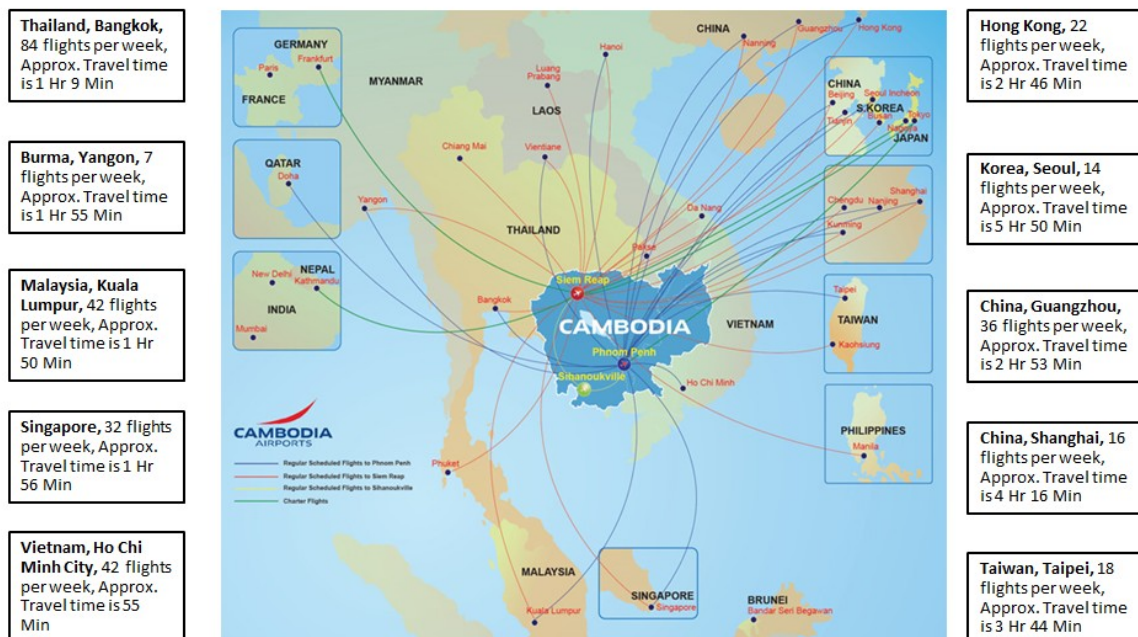 Thailand, Bangkok,
84 flights per week,
Approx. Travel time
is 1 Hr 9 Min
Burma, Yangon, 7
flights per week,
Approx. Travel time
is 1 Hr 55 Min
Malaysia, Kuala
Lumpur, 42 flights
per week, Approx.
Travel time is 1 Hr
50 Min
Singapore, 32 flights
per week, Approx.
Travel time is 1 Hr
56 Min
Vietnam, Ho Chi
Minh City, 42 flights
per week, Approx.
Travel time is 55
Min
GERMANY
Frankfurt
Paris
FRANCE
QATAR
Doha
NEPAL
New Delhi
Kathmandu
INDIA
Mumbai
MYANMAR
Luang
Prabang
LAOS
Hanoi
CHINA
Nanning
Guangzhou
Hong Kong
Chiang Mai
Vientiane
Yangon
THAILAND
Da Nang
Pakse
Siem Reap
Bangkok
CAMBODIA
VIETNAM
Phnom Penh
Sihanoukville
Ho Chi Minh
CHINA
Beijing
Seoul Incheon
S.KOREA
Tianjin
Busan
Tokyo
Nagoya
JAPAN
Shanghai
Chengdu
Nanjing
Kunming
Taipei
TAIWAN
Kaohsiung
PHILIPPINES
Manila
CAMBODIA
AIRPORTS
Regular Scheduled Flights to Phnom Penh
Regular Scheduled Flights to Siem Reap
Regular Scheduled Flights to Sihanoukville
Charter Flights
Phuket
MALAYSIA
Kuala Lumpur
SINGAPORE
Singapore
BRUNEI
Bandar Seri Begawan
Hong Kong, 22
flights per week,
Approx. Travel time
is 2 Hr 46 Min
Korea, Seoul, 14
flights per week,
Approx. Travel time
is 5 Hr 50 Min
China, Guangzhou,
36 flights per week,
Approx. Travel time
is 2 Hr 53 Min
China, Shanghai, 16
flights per week,
Approx. Travel time
is 4 Hr 16 Min
Taiwan, Taipei, 18
flights per week,
Approx. Travel time
is 3 Hr 44 Min